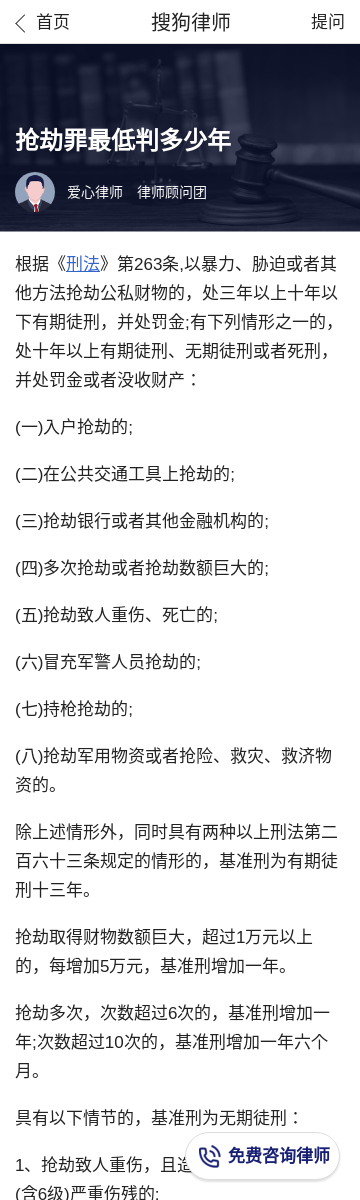 首页 搜狗律师 提问
抢劫罪最低判多少年
爱心律师 律师顾问团
根据《刑法》第263条,以暴力、胁迫或者其
他方法抢劫公私财物的，处三年以上十年以
下有期徒刑，并处罚金;有下列情形之一的，
处十年以上有期徒刑、无期徒刑或者死刑，
并处罚金或者没收财产：
(一)入户抢劫的;
(二)在公共交通工具上抢劫的;
(三)抢劫银行或者其他金融机构的;
(四)多次抢劫或者抢劫数额巨大的;
(五)抢劫致人重伤、死亡的;
(六)冒充军警人员抢劫的;
(七)持枪抢劫的;
(八)抢劫军用物资或者抢险、救灾、救济物
资的。
除上述情形外，同时具有两种以上刑法第二
百六十三条规定的情形的，基准刑为有期徒
刑十三年。
抢劫取得财物数额巨大，超过1万元以上
的，每增加5万元，基准刑增加一年。
抢劫多次，次数超过6次的，基准刑增加一
年;次数超过10次的，基准刑增加一年六个
月。
具有以下情节的，基准刑为无期徒刑：
1、抢劫致人重伤，且
免费咨询律师
(含6级)严重伤残的;